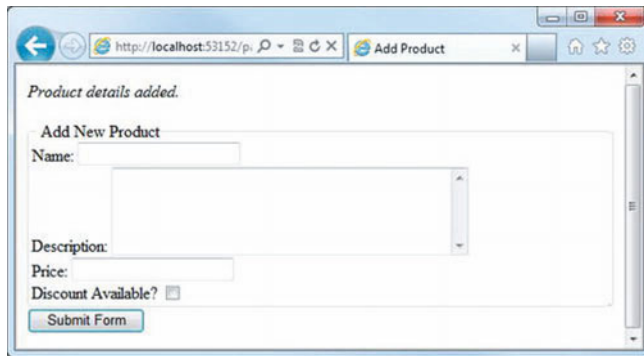 http://localhost:53152/p
Add Product
Product details added.
Add New Product
Name:
Description:
Price:
Discount Available?
Submit Form